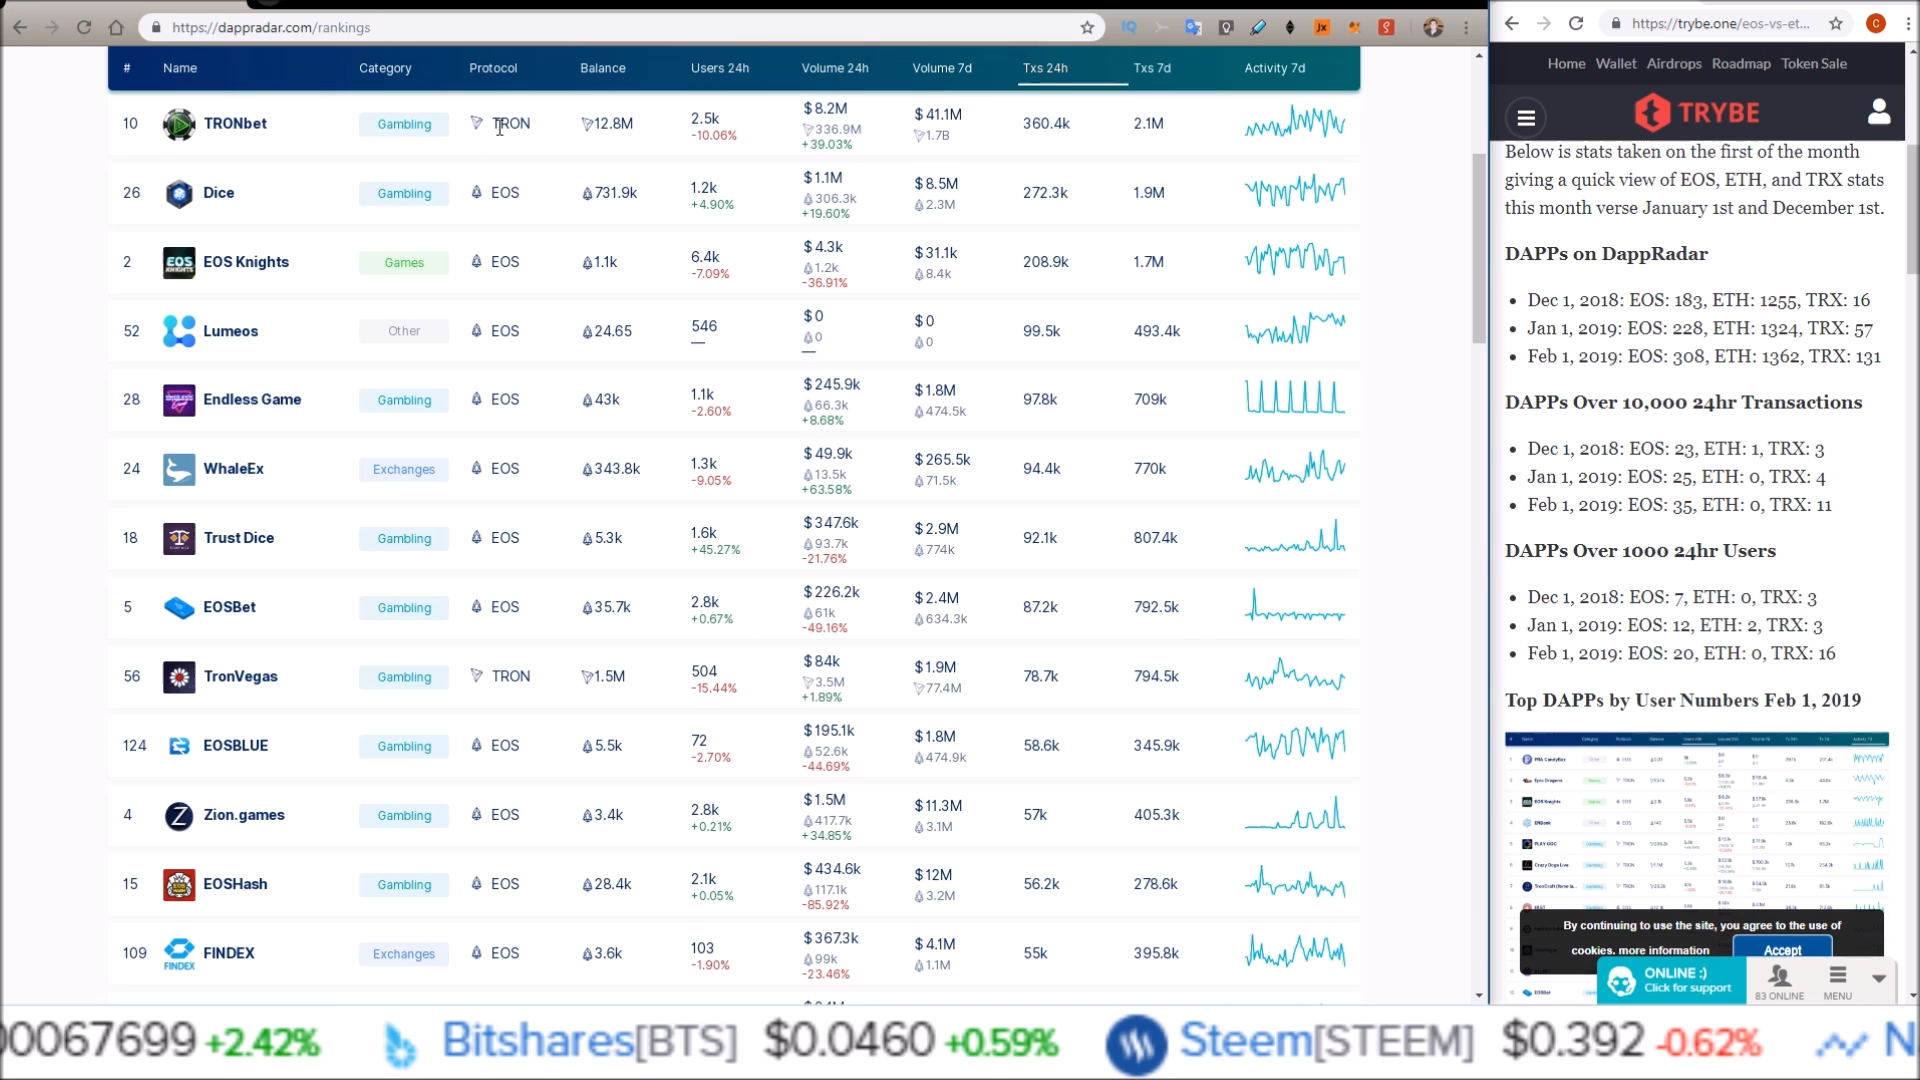 https://dappradar.com/rankings
# Name Category Protocol Balance Users 24h Volume 24h Volume 7d Txs 24h Txs 7d Activity 7d
10 TRONbet Gambling TRON 12.8M 2.5k -10.06% $ 8.2M 336.9M +39.03% $ 41.1M 1.7B 360.4k 2.1M
26 Dice Gambling EOS 731.9k 1.2k +4.90% $ 1.1M 306.3k +19.60% $ 8.5M 2.3M 272.3k 1.9M
2 EOS KNIGHTS EOS Knights Games EOS 1.1k 6.4k -7.09% $ 4.3k 1.2k -36.91% $ 31.1k 8.4k 208.9k 1.7M
52 Lumeos Other EOS 24.65 546 — $ 0 0 — $ 0 0 99.5k 493.4k
28 Endless Game Gambling EOS 43k 1.1k -2.60% $ 245.9k 66.3k +8.68% $ 1.8M 474.5k 97.8k 709k
24 WhaleEx Exchanges EOS 343.8k 1.3k -9.05% $ 49.9k 13.5k +63.58% $ 265.5k 71.5k 94.4k 770k
18 Trust Dice Gambling EOS 5.3k 1.6k +45.27% $ 347.6k 93.7k -21.76% $ 2.9M 774k 92.1k 807.4k
5 EOSBet Gambling EOS 35.7k 2.8k +0.67% $ 226.2k 61k -49.16% $ 2.4M 634.3k 87.2k 792.5k
56 TronVegas Gambling TRON 1.5M 504 -15.44% $ 84k 3.5M +1.89% $ 1.9M 77.4M 78.7k 794.5k
124 EOSBLUE Gambling EOS 5.5k 72 -2.70% $ 195.1k 52.6k -44.69% $ 1.8M 474.9k 58.6k 345.9k
4 Zion.games Gambling EOS 3.4k 2.8k +0.21% $ 1.5M 417.7k +34.85% $ 11.3M 3.1M 57k 405.3k
15 EOSHash Gambling EOS 28.4k 2.1k +0.05% $ 434.6k 117.1k -85.92% $ 12M 3.2M 56.2k 278.6k
109 FINDEX FINDEX Exchanges EOS 3.6k 103 -1.90% $ 367.3k 99k -23.46% $ 4.1M 1.1M 55k 395.8k
https://trybe.one/eos-vs-et...
C
Home Wallet Airdrops Roadmap Token Sale
TRYBE
Below is stats taken on the first of the month
giving a quick view of EOS, ETH, and TRX stats
this month verse January 1st and December 1st.
DAPPs on DappRadar
• Dec 1, 2018: EOS: 183, ETH: 1255, TRX: 16
• Jan 1, 2019: EOS: 228, ETH: 1324, TRX: 57
• Feb 1, 2019: EOS: 308, ETH: 1362, TRX: 131
DAPPs Over 10,000 24hr Transactions
• Dec 1, 2018: EOS: 23, ETH: 1, TRX: 3
• Jan 1, 2019: EOS: 25, ETH: 0, TRX: 4
• Feb 1, 2019: EOS: 35, ETH: 0, TRX: 11
DAPPs Over 1000 24hr Users
• Dec 1, 2018: EOS: 7, ETH: 0, TRX: 3
• Jan 1, 2019: EOS: 12, ETH: 2, TRX: 3
• Feb 1, 2019: EOS: 20, ETH: 0, TRX: 16
Top DAPPs by User Numbers Feb 1, 2019
By continuing to use the site, you agree to the use of
cookies. more information Accept
ONLINE :)
Click for support
83 ONLINE
MENU
00067699 +2.42% Bitshares[BTS] $0.0460 +0.59% Steem[STEEM] $0.392 -0.62% N